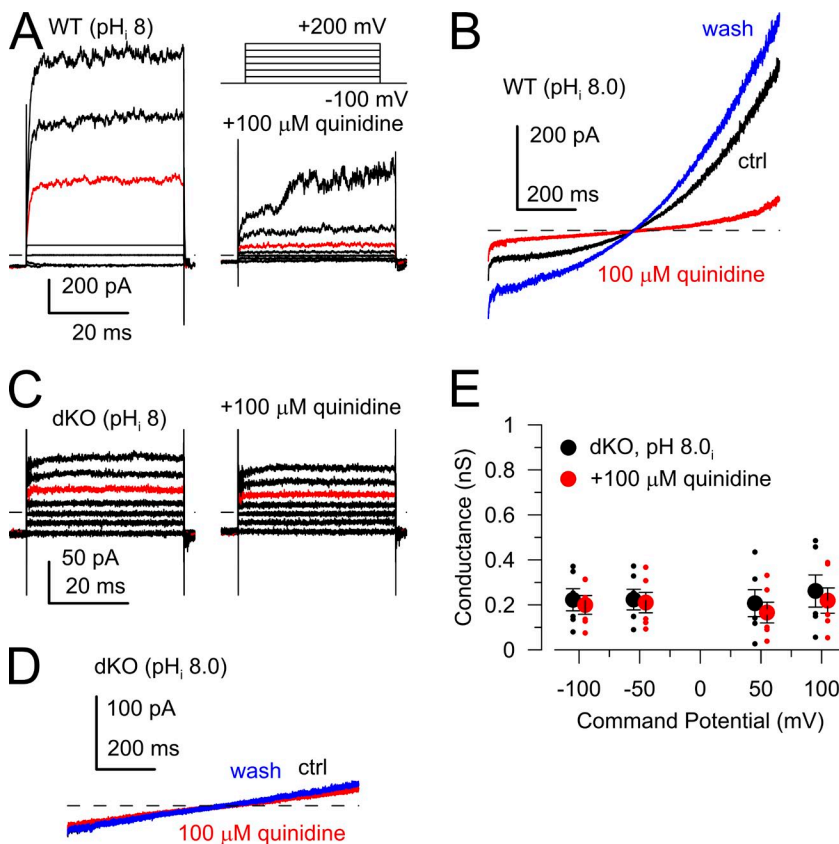 A
WT (pHi 8)
+200 mV
-100 mV
+100 μM quinidine
200 pA
20 ms
B
wash
WT (pHi 8.0)
200 pA
ctrl
200 ms
100 μM quinidine
C
dKO (pHi 8)
+100 μM quinidine
50 pA
20 ms
D
dKO (pHi 8.0)
100 pA
200 ms
wash
ctrl
100 μM quinidine
E
1
0.8
0.6
0.4
0.2
0
Conductance (nS)
dKO, pH 8.0i
+100 μM quinidine
-100 -50 0 50 100
Command Potential (mV)